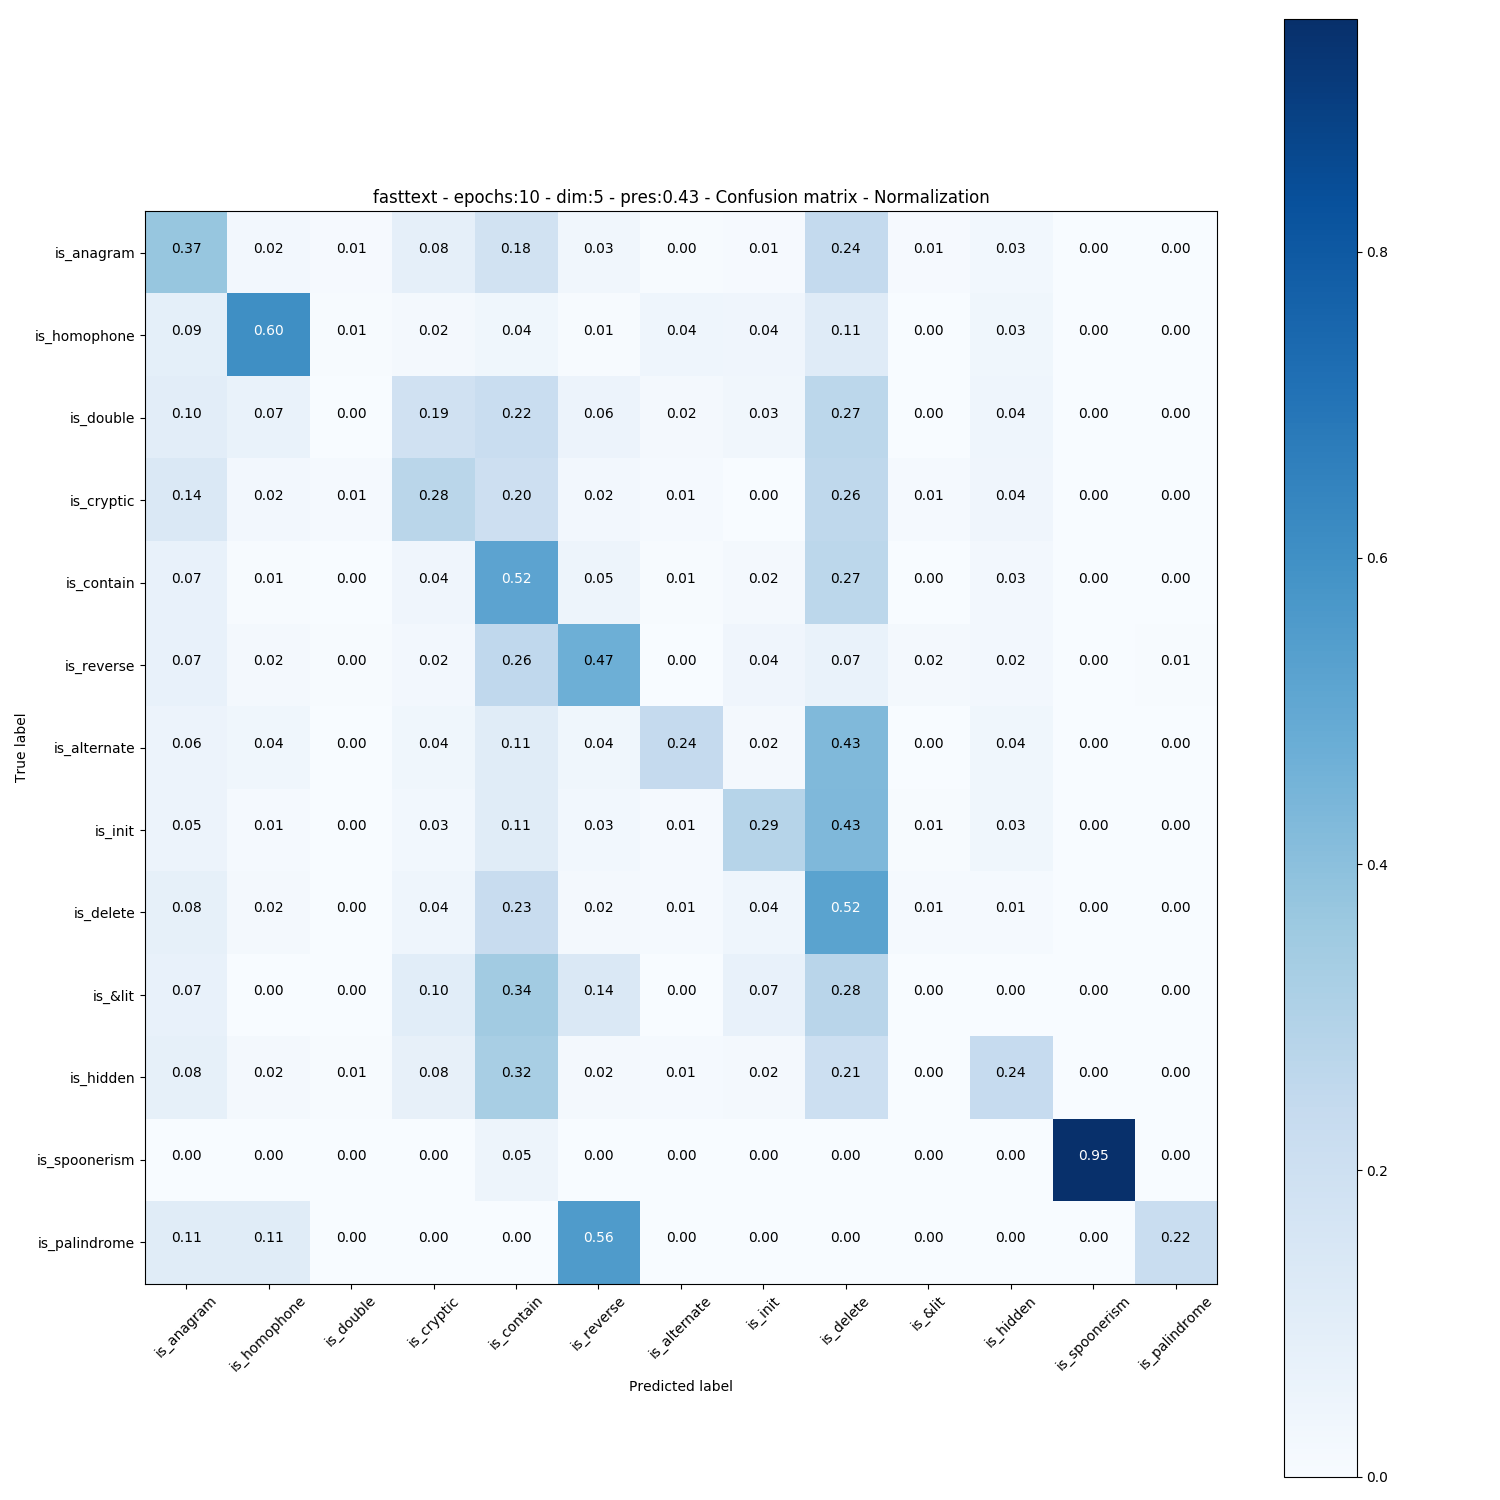 fasttext - epochs:10 - dim:5 - pres:0.43 - Confusion matrix - Normalization
is_anagram 0.37 0.02 0.01 0.08 0.18 0.03 0.00 0.01 0.24 0.01 0.03 0.00 0.00
is_homophone 0.09 0.60 0.01 0.02 0.04 0.01 0.04 0.04 0.11 0.00 0.03 0.00 0.00
is_double 0.10 0.07 0.00 0.19 0.22 0.06 0.02 0.03 0.27 0.00 0.04 0.00 0.00
is_cryptic 0.14 0.02 0.01 0.28 0.20 0.02 0.01 0.00 0.26 0.01 0.04 0.00 0.00
is_contain 0.07 0.01 0.00 0.04 0.52 0.05 0.01 0.02 0.27 0.00 0.03 0.00 0.00
is_reverse 0.07 0.02 0.00 0.02 0.26 0.47 0.00 0.04 0.07 0.02 0.02 0.00 0.01
is_alternate 0.06 0.04 0.00 0.04 0.11 0.04 0.24 0.02 0.43 0.00 0.04 0.00 0.00
is_init 0.05 0.01 0.00 0.03 0.11 0.03 0.01 0.29 0.43 0.01 0.03 0.00 0.00
is_delete 0.08 0.02 0.00 0.04 0.23 0.02 0.01 0.04 0.52 0.01 0.01 0.00 0.00
is_&lit 0.07 0.00 0.00 0.10 0.34 0.14 0.00 0.07 0.28 0.00 0.00 0.00 0.00
is_hidden 0.08 0.02 0.01 0.08 0.32 0.02 0.01 0.02 0.21 0.00 0.24 0.00 0.00
is_spoonerism 0.00 0.00 0.00 0.00 0.05 0.00 0.00 0.00 0.00 0.00 0.00 0.95 0.00
is_palindrome 0.11 0.11 0.00 0.00 0.00 0.56 0.00 0.00 0.00 0.00 0.00 0.00 0.22
is_anagram is_homophone is_double is_cryptic is_contain is_reverse is_alternate is_init is_delete is_&lit is_hidden is_spoonerism is_palindrome
Predicted label
True label
0.8
0.6
0.4
0.2
0.0